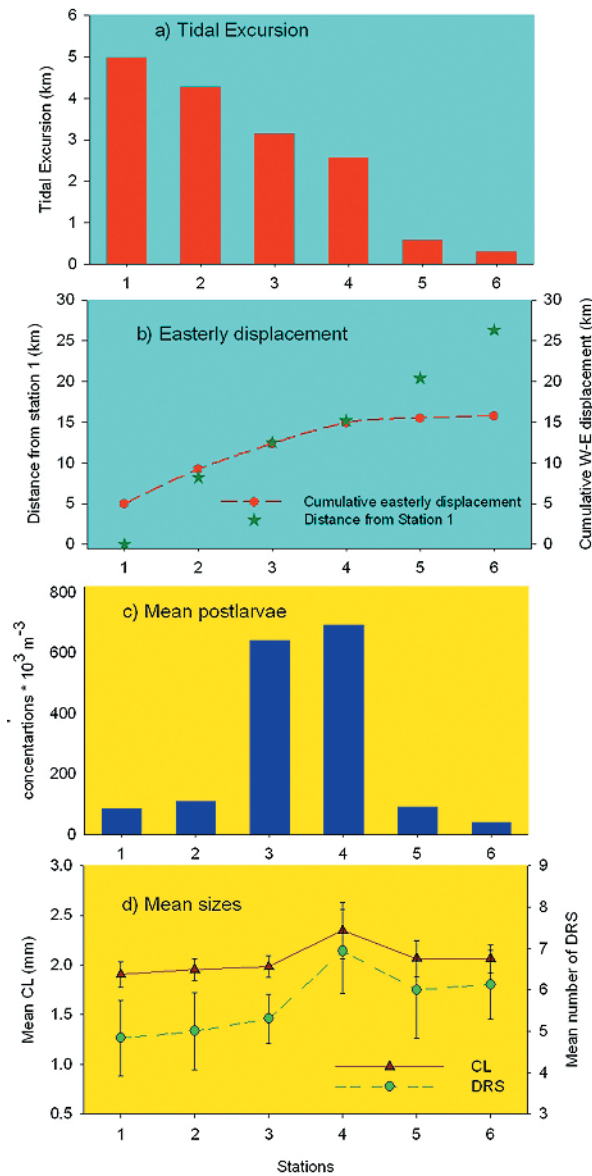 a) Tidal Excursion
Tidal Excursion (km)
6
5
4
3
2
1
0
1 2 3 4 5 6
b) Easterly displacement
Distance from station 1 (km)
30
25
20
15
10
5
0
Cumulative W-E displacement (km)
30
25
20
15
10
5
0
Cumulative easterly displacement
Distance from Station 1
1 2 3 4 5 6
c) Mean postlarvae
concentartions * 10³ m⁻³
800
600
400
200
0
1 2 3 4 5 6
d) Mean sizes
Mean CL (mm)
3.0
2.5
2.0
1.5
1.0
0.5
Mean number of DRS
9
8
7
6
5
4
3
CL
DRS
1 2 3 4 5 6
Stations